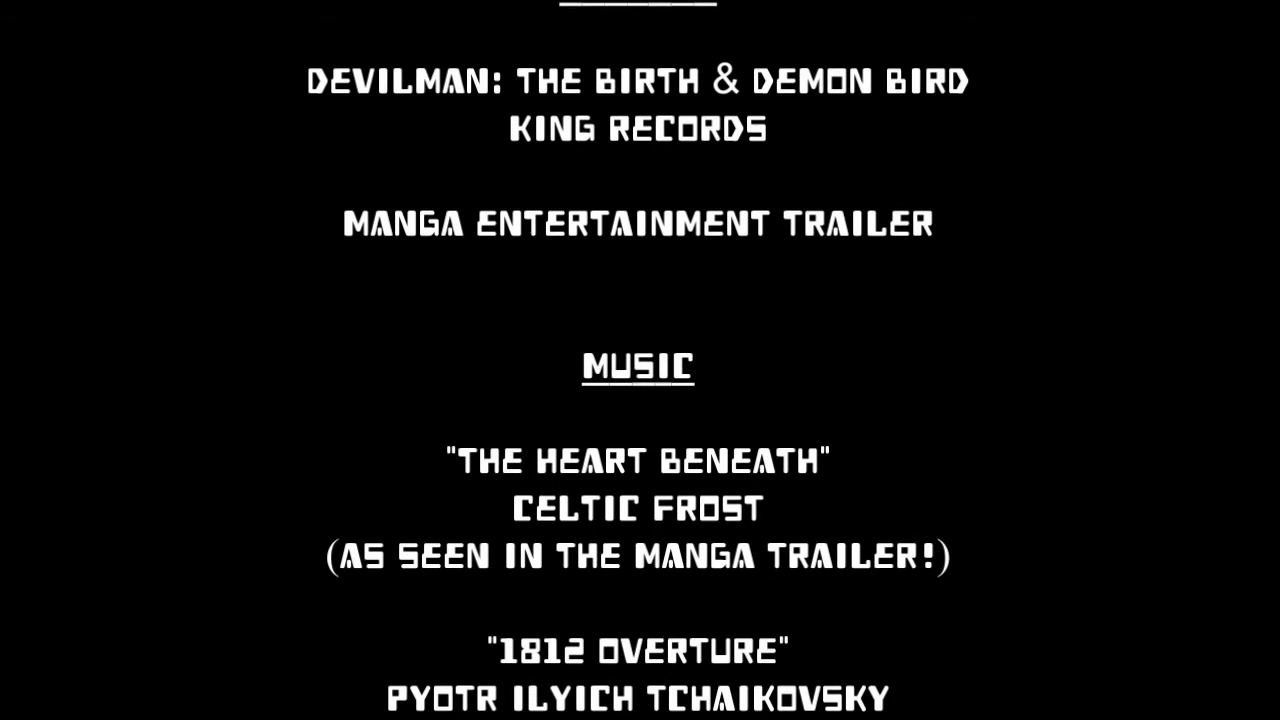 DEVILMAN: THE BIRTH & DEMON BIRD
KING RECORDS
MANGA ENTERTAINMENT TRAILER
MUSIC
"THE HEART BENEATH"
CELTIC FROST
(AS SEEN IN THE MANGA TRAILER!)
"1812 OVERTURE"
PYOTR ILYICH TCHAIKOVSKY